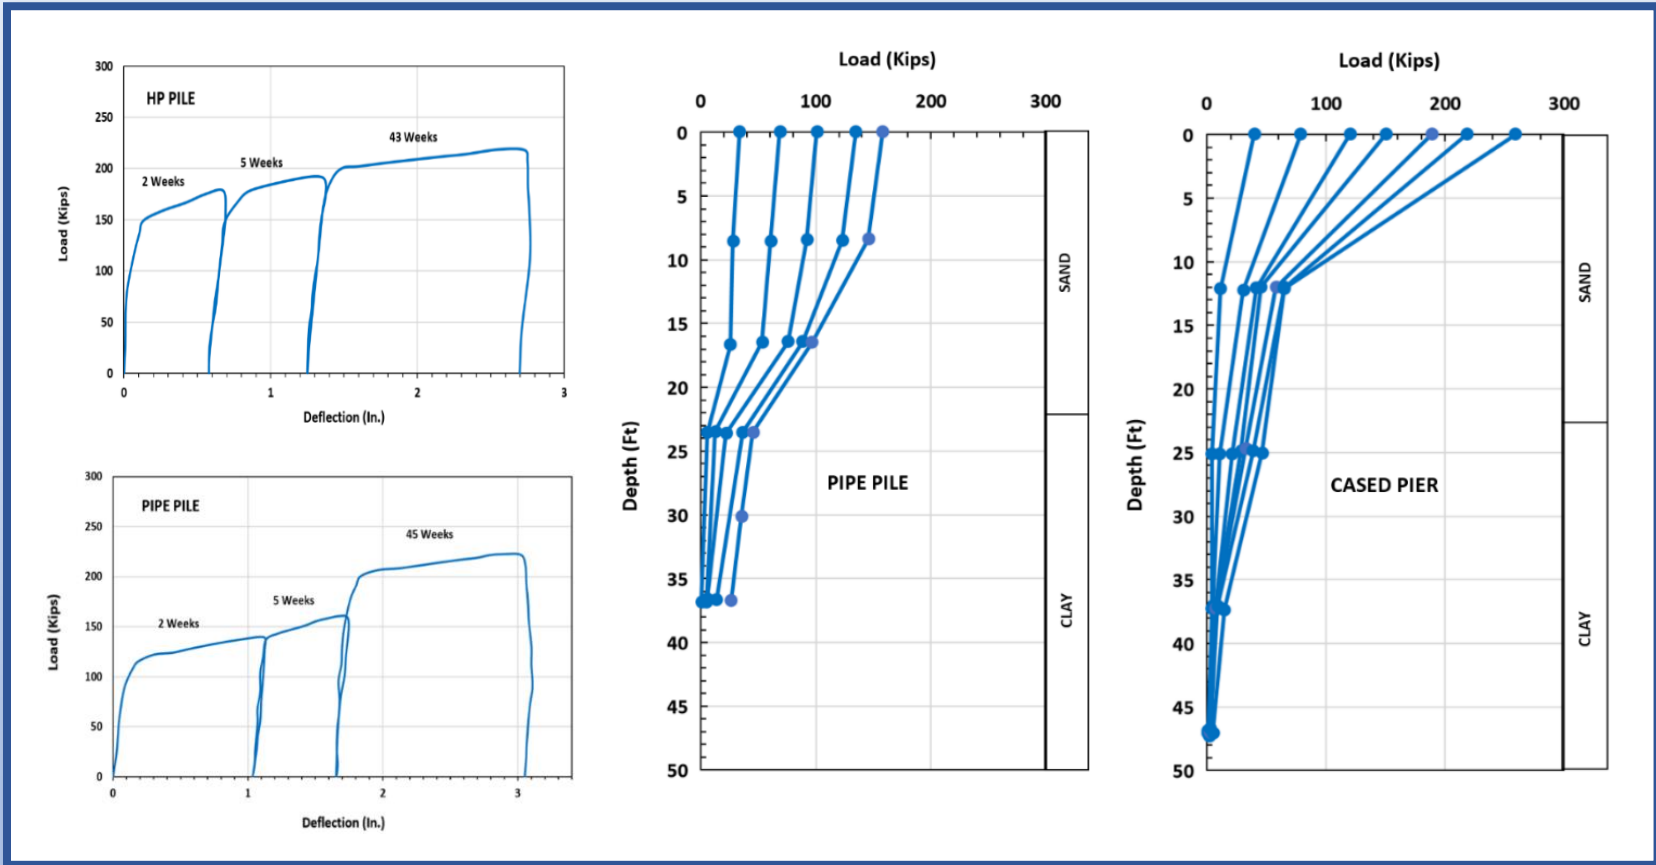 HP PILE
300
250
200
150
100
50
0
2 Weeks
5 Weeks
43 Weeks
Load (Kips)
0 1 2 3
Deflection (In.)
PIPE PILE
300
250
200
150
100
50
0
2 Weeks
5 Weeks
45 Weeks
Load (Kips)
0 1 2 3
Deflection (In.)
Load (Kips)
0 100 200 300
0
5
10
15
20
25
30
35
40
45
50
Depth (Ft)
PIPE PILE
SAND
CLAY
Load (Kips)
0 100 200 300
0
5
10
15
20
25
30
35
40
45
50
Depth (Ft)
CASED PIER
SAND
CLAY